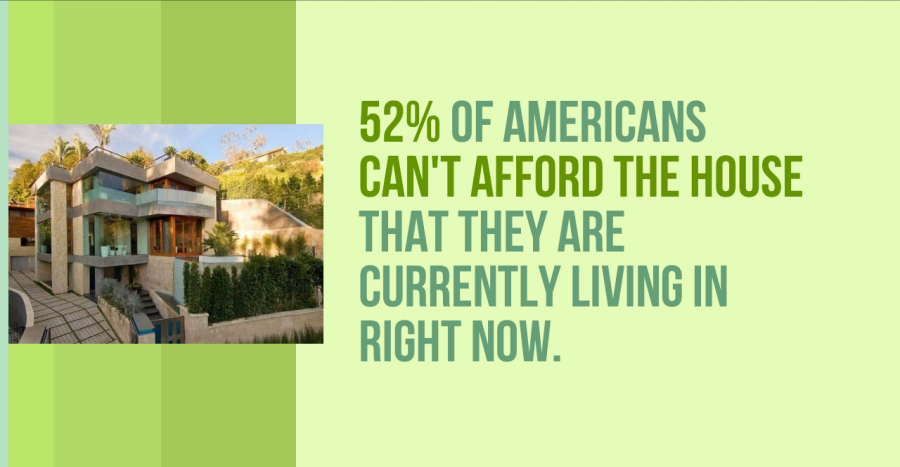 52% OF AMERICANS
CAN'T AFFORD THE HOUSE
THAT THEY ARE
CURRENTLY LIVING IN
RIGHT NOW.